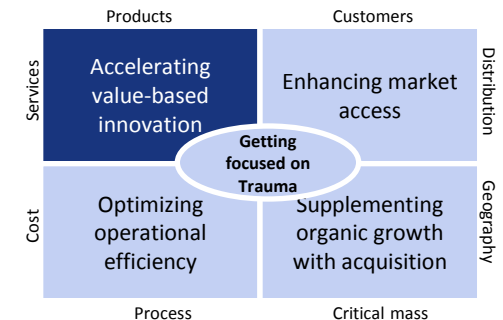 Products
Customers
Services
Accelerating
value-based
innovation
Enhancing market
access
Distribution
Getting
focused on
Trauma
Cost
Optimizing
operational
efficiency
Supplementing
organic growth
with acquisition
Geography
Process
Critical mass